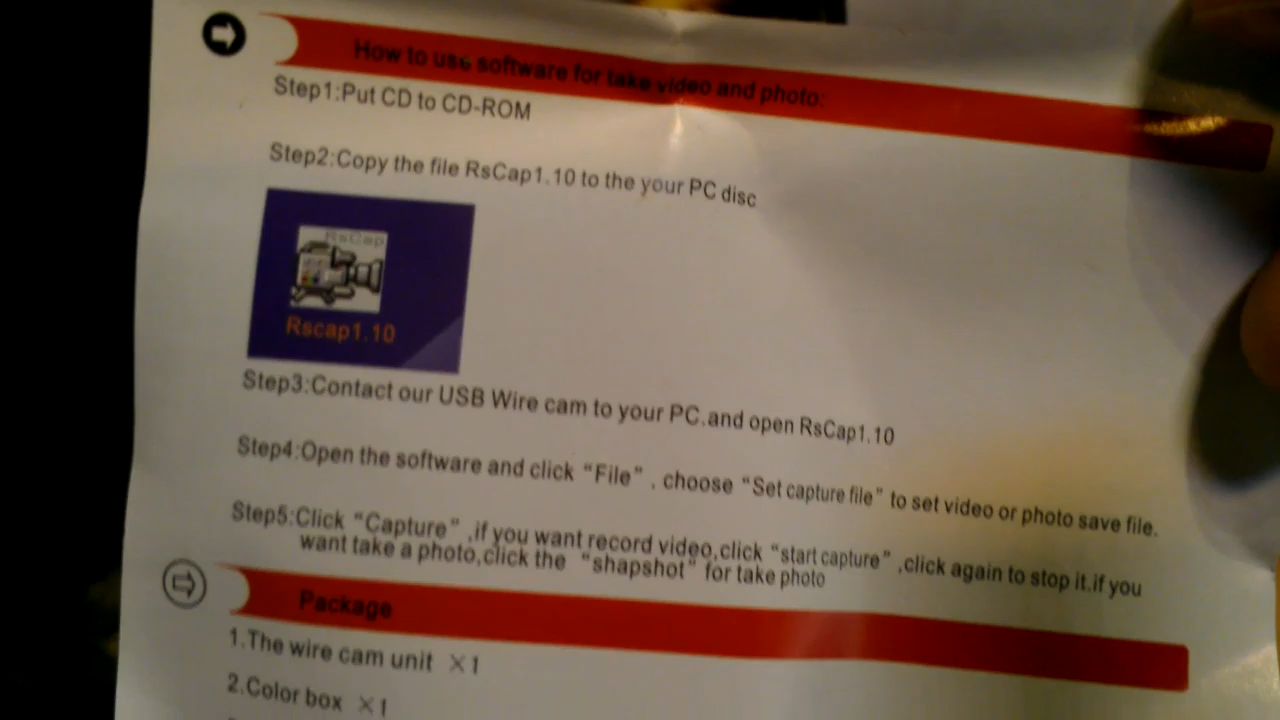 How to use software for take video and photo:
Step1:Put CD to CD-ROM
Step2:Copy the file RsCap1.10 to the your PC disc
RsCap
Rscap1.10
Step3:Contact our USB Wire cam to your PC.and open RsCap1.10
Step4:Open the software and click “File” , choose “Set capture file” to set video or photo save file.
Step5:Click “Capture” ,if you want record video,click “start capture” ,click again to stop it.if you
want take a photo,click the “shapshot” for take photo
Package
1.The wire cam unit ×1
2.Color box ×1